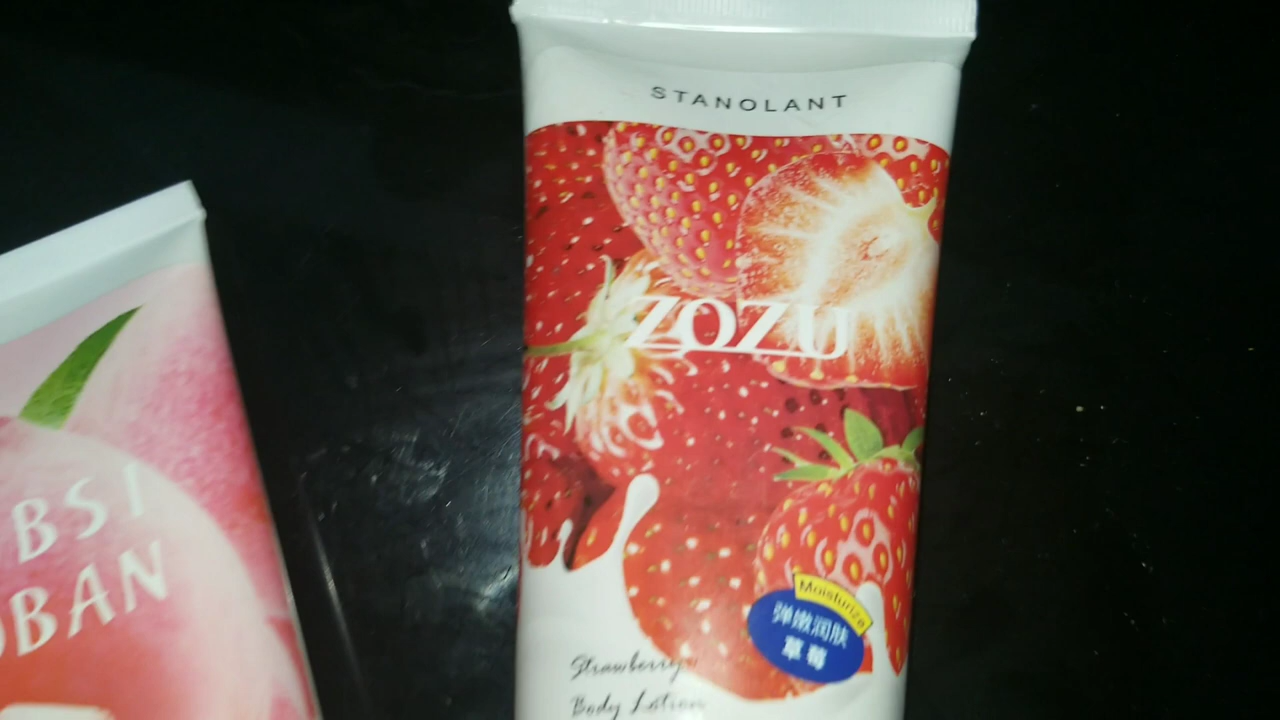 STANOLANT
ZOZU
Moisturize
弹嫩润肤
草莓
Strawberry
Body Lotion
BSI
OBAN